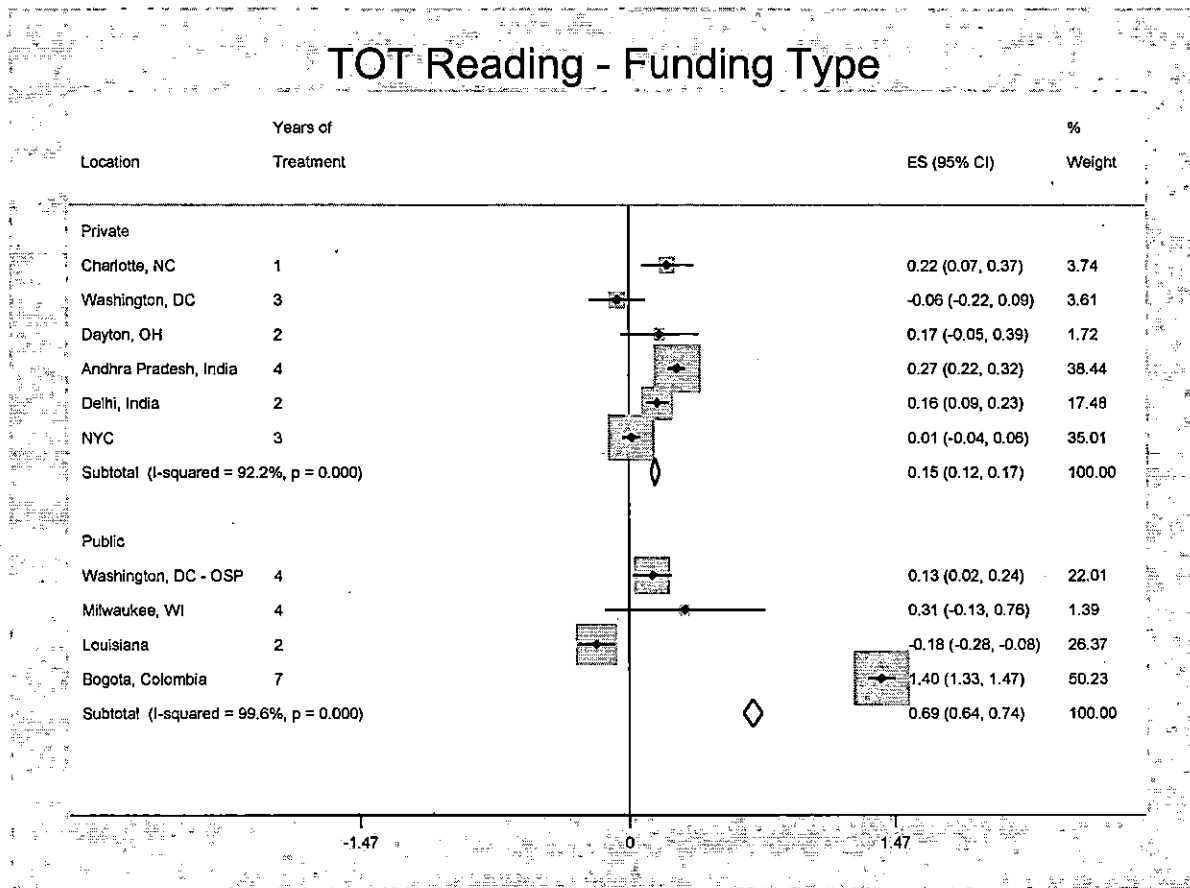 TOT Reading - Funding Type
Years of %
Location Treatment ES (95% CI) Weight
Private
Charlotte, NC 1 0.22 (0.07, 0.37) 3.74
Washington, DC 3 -0.06 (-0.22, 0.09) 3.61
Dayton, OH 2 0.17 (-0.05, 0.39) 1.72
Andhra Pradesh, India 4 0.27 (0.22, 0.32) 38.44
Delhi, India 2 0.16 (0.09, 0.23) 17.48
NYC 3 0.01 (-0.04, 0.06) 35.01
Subtotal (I-squared = 92.2%, p = 0.000) 0.15 (0.12, 0.17) 100.00
Public
Washington, DC - OSP 4 0.13 (0.02, 0.24) 22.01
Milwaukee, WI 4 0.31 (-0.13, 0.76) 1.39
Louisiana 2 -0.18 (-0.28, -0.08) 26.37
Bogota, Colombia 7 1.40 (1.33, 1.47) 50.23
Subtotal (I-squared = 99.6%, p = 0.000) 0.69 (0.64, 0.74) 100.00
-1.47 0 1.47